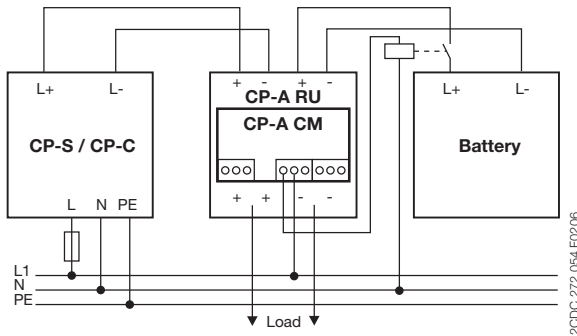 L+ L- + - + - L+ L-
CP-A RU
CP-A CM
CP-S / CP-C
Battery
L N PE + + - -
L1
N
PE
Load
2CDC 272 054 F0206